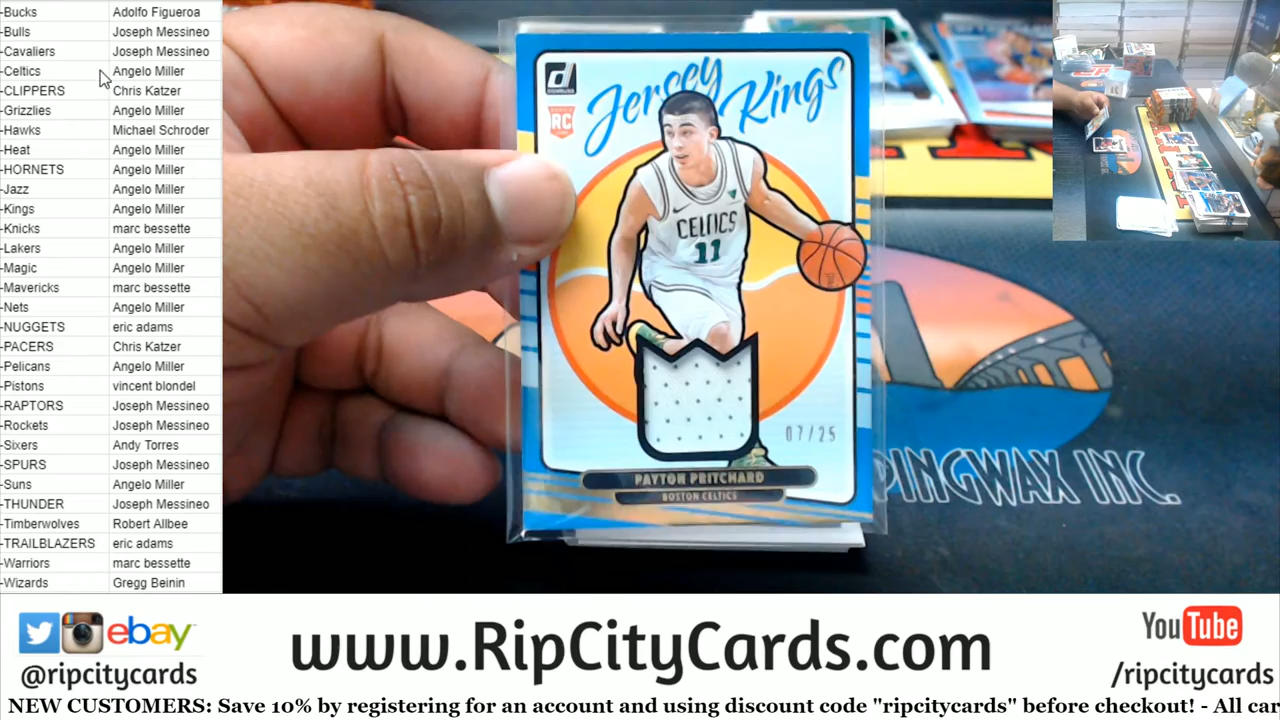 -Bucks Adolfo Figueroa
-Bulls Joseph Messineo
-Cavaliers Joseph Messineo
-Celtics Angelo Miller
-CLIPPERS Chris Katzer
-Grizzlies Angelo Miller
-Hawks Michael Schroder
-Heat Angelo Miller
-HORNETS Angelo Miller
-Jazz Angelo Miller
-Kings Angelo Miller
-Knicks marc bessette
-Lakers Angelo Miller
-Magic Angelo Miller
-Mavericks marc bessette
-Nets Angelo Miller
-NUGGETS eric adams
-PACERS Chris Katzer
-Pelicans Angelo Miller
-Pistons vincent blondel
-RAPTORS Joseph Messineo
-Rockets Joseph Messineo
-Sixers Andy Torres
-SPURS Joseph Messineo
-Suns Angelo Miller
-THUNDER Joseph Messineo
-Timberwolves Robert Allbee
-TRAILBLAZERS eric adams
-Warriors marc bessette
-Wizards Gregg Beinin
Jersey Kings
RC
CELTICS
11
07/25
PAYTON PRITCHARD
BOSTON CELTICS
PINGWAX INC.
ebay
@ripcitycards
www.RipCityCards.com
You Tube
/ripcitycards
NEW CUSTOMERS: Save 10% by registering for an account and using discount code "ripcitycards" before checkout! - All car